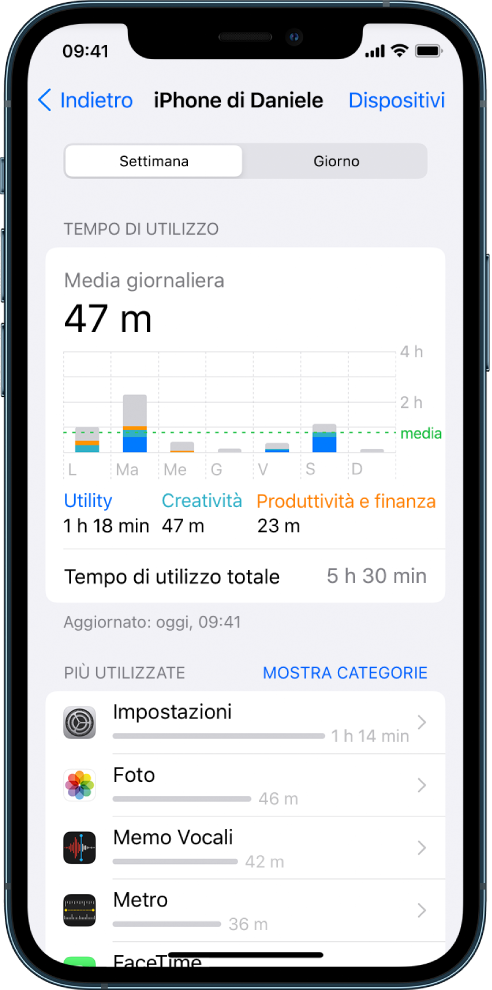 09:41
Indietro iPhone di Daniele Dispositivi
Settimana Giorno
TEMPO DI UTILIZZO
Media giornaliera
47 m
4 h
2 h
media
L Ma Me G V S D
Utility Creatività Produttività e finanza
1 h 18 min 47 m 23 m
Tempo di utilizzo totale 5 h 30 min
Aggiornato: oggi, 09:41
PIÙ UTILIZZATE MOSTRA CATEGORIE
Impostazioni
1 h 14 min
Foto
46 m
Memo Vocali
42 m
Metro
36 m
FaceTime